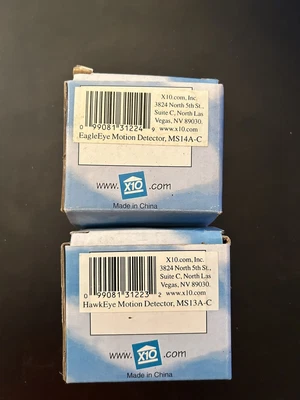 X10.com, Inc.
3824 North 5th St.,
Suite C, North Las
Vegas, NV 89030.
www.x10.com
0 99081 31224 9
EagleEye Motion Detector, MS14A-C
www.X10.com
Made in China
X10.com, Inc.
3824 North 5th St.,
Suite C, North Las
Vegas, NV 89030.
www.x10.com
0 99081 31223 2
HawkEye Motion Detector, MS13A-C
www.X10.com
Made in China